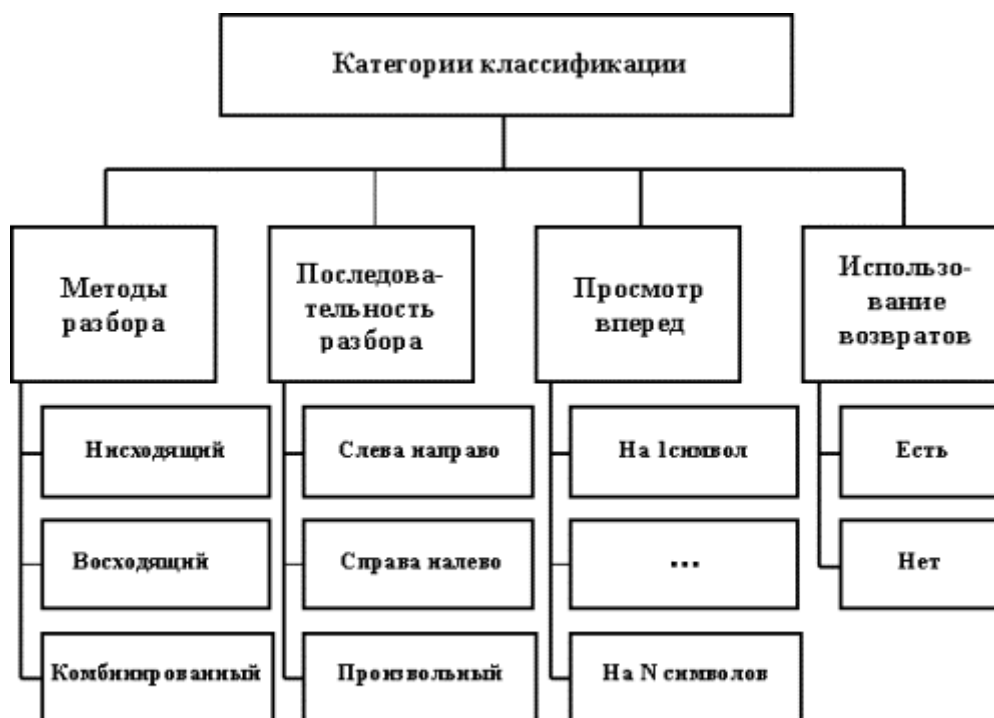 Категории классификации
Методы
разбора
Последова-
тельность
разбора
Просмотр
вперед
Использо-
вание
возвратов
Нисходящий
Слева направо
На 1символ
Есть
Восходящий
Справа налево
...
Нет
Комбинированный
Произвольный
На N символов